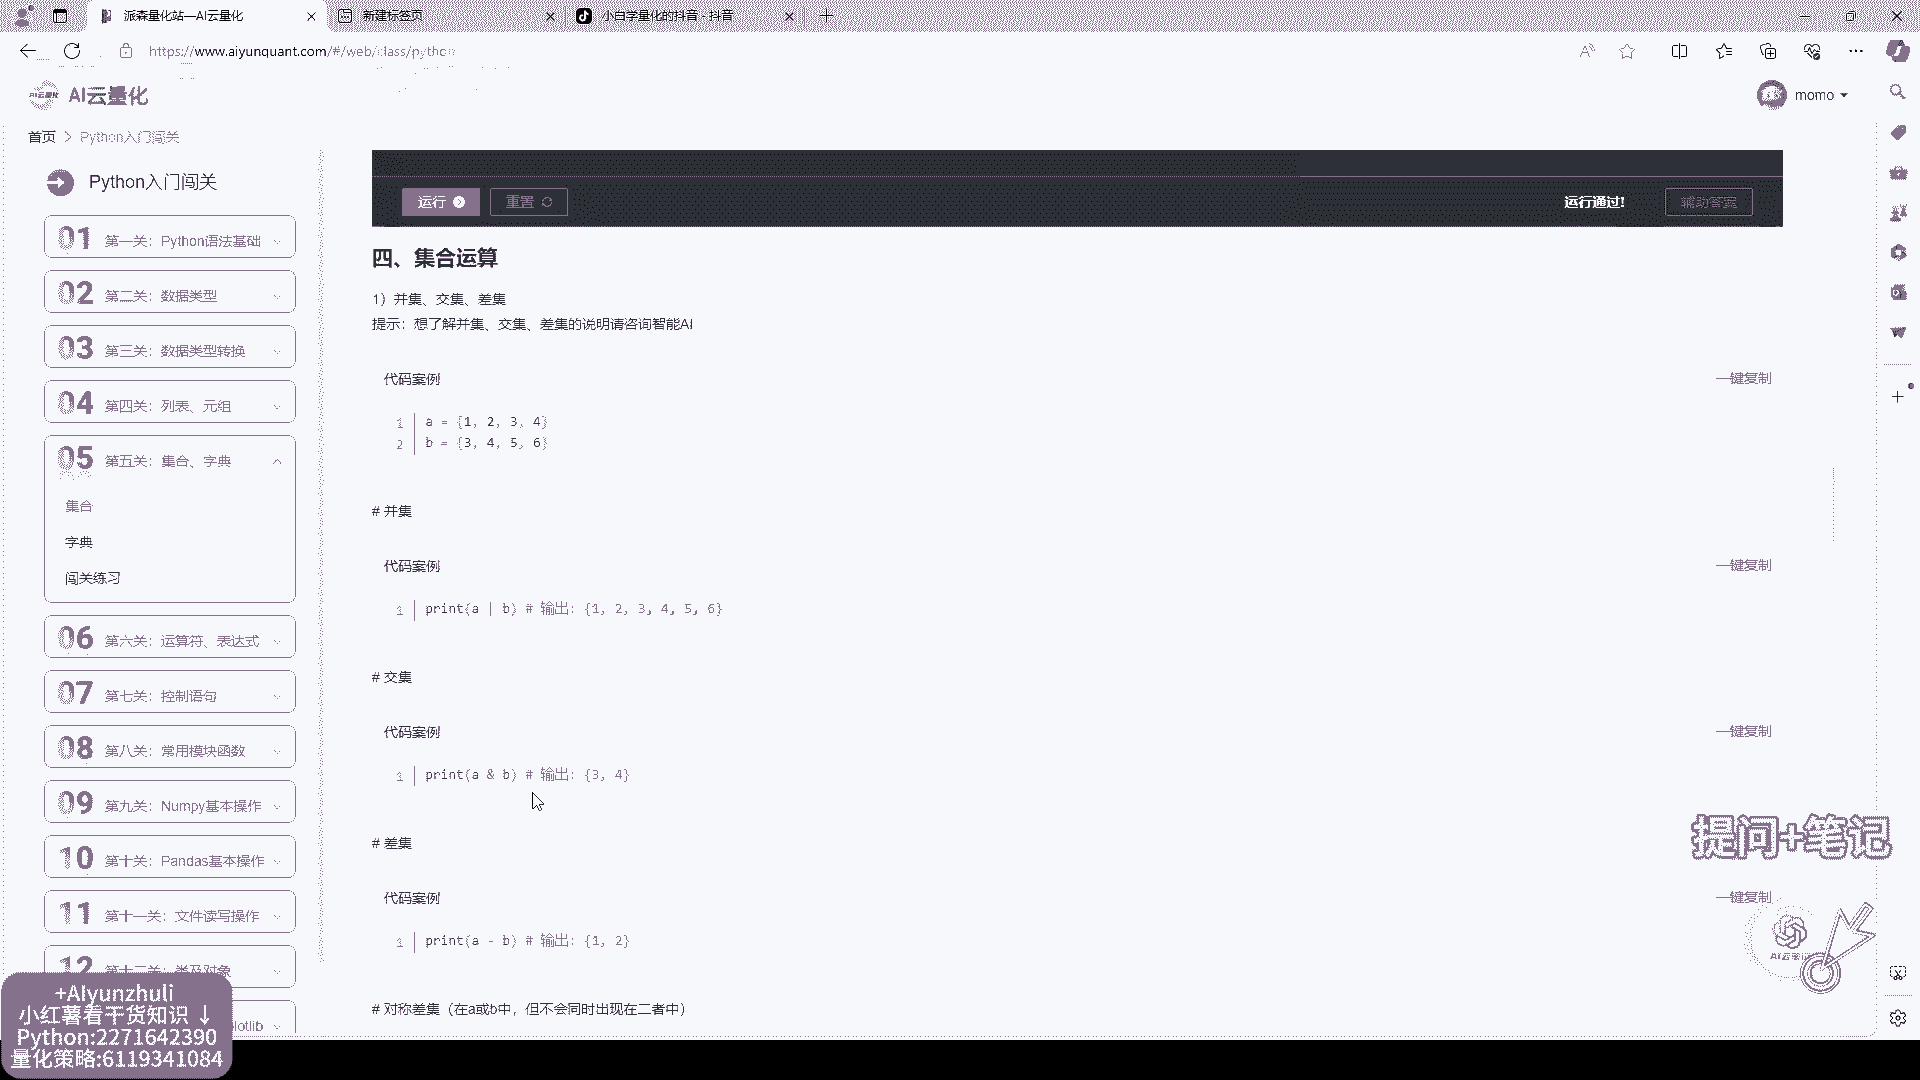 派森量化站—AI云量化
新建标签页
小白学量化的抖音 - 抖音
https://www.aiyunquant.com/#/web/class/python
AI云量化
AI云量化
momo
首页 > Python入门闯关
Python入门闯关
01 第一关：Python语法基础
02 第二关：数据类型
03 第三关：数据类型转换
04 第四关：列表、元组
05 第五关：集合、字典
集合
字典
闯关练习
06 第六关：运算符、表达式
07 第七关：控制语句
08 第八关：常用模块函数
09 第九关：Numpy基本操作
10 第十关：Pandas基本操作
11 第十一关：文件读写操作
12 第十二关：类及对象
lotlib
运行
重置
运行通过!
辅助答案
四、集合运算
1）并集、交集、差集
提示：想了解并集、交集、差集的说明请咨询智能AI
代码案例
一键复制
1 a = {1, 2, 3, 4}
2 b = {3, 4, 5, 6}
# 并集
代码案例
一键复制
1 print(a | b) # 输出: {1, 2, 3, 4, 5, 6}
# 交集
代码案例
一键复制
1 print(a & b) # 输出: {3, 4}
# 差集
代码案例
一键复制
1 print(a - b) # 输出: {1, 2}
# 对称差集（在a或b中，但不会同时出现在二者中）
提问+笔记
+AIyunzhuli
小红薯看干货知识 ↓
Python:2271642390
量化策略:6119341084